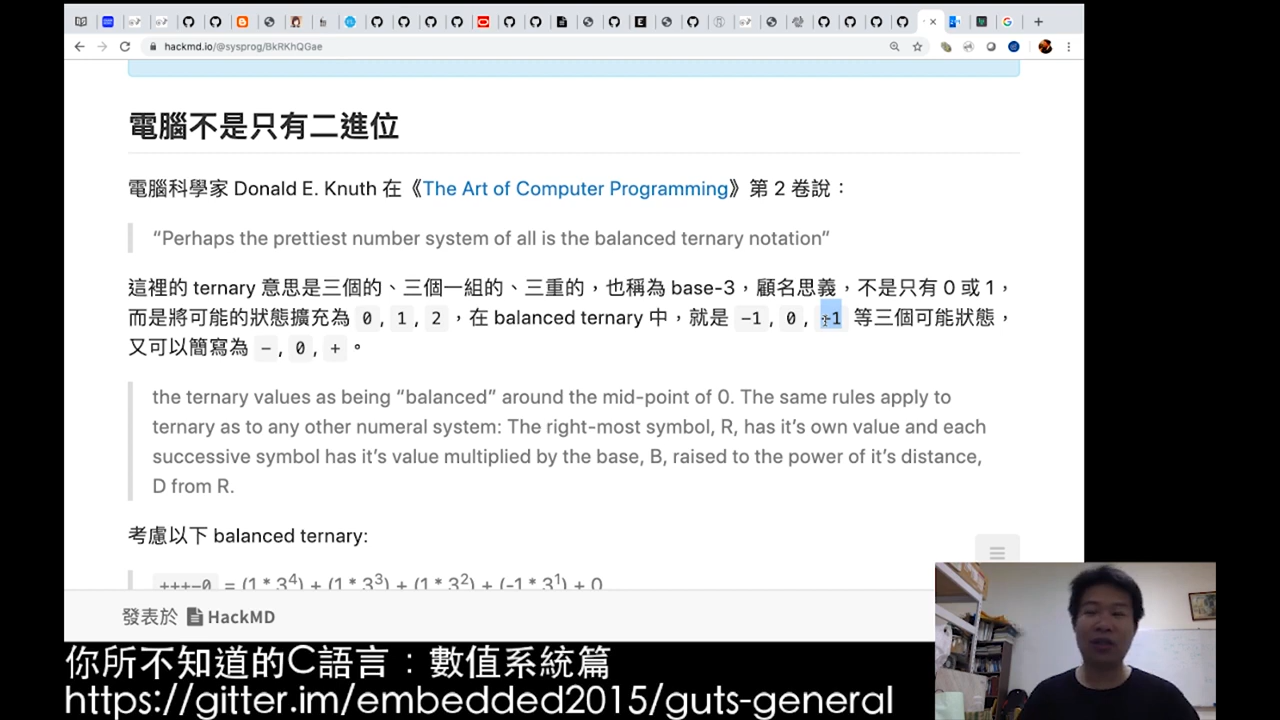 hackmd.io/@sysprog/BkRKhQGae
電腦不是只有二進位
電腦科學家 Donald E. Knuth 在《The Art of Computer Programming》第 2 卷說：
“Perhaps the prettiest number system of all is the balanced ternary notation”
這裡的 ternary 意思是三個的、三個一組的、三重的，也稱為 base-3，顧名思義，不是只有 0 或 1，
而是將可能的狀態擴充為 0, 1, 2，在 balanced ternary 中，就是 -1, 0, +1 等三個可能狀態，
又可以簡寫為 -, 0, +。
the ternary values as being “balanced” around the mid-point of 0. The same rules apply to
ternary as to any other numeral system: The right-most symbol, R, has it’s own value and each
successive symbol has it’s value multiplied by the base, B, raised to the power of it’s distance,
D from R.
考慮以下 balanced ternary:
+++-0 = (1 * 3⁴) + (1 * 3³) + (1 * 3²) + (-1 * 3¹) + 0
發表於 HackMD
你所不知道的C語言：數值系統篇
https://gitter.im/embedded2015/guts-general